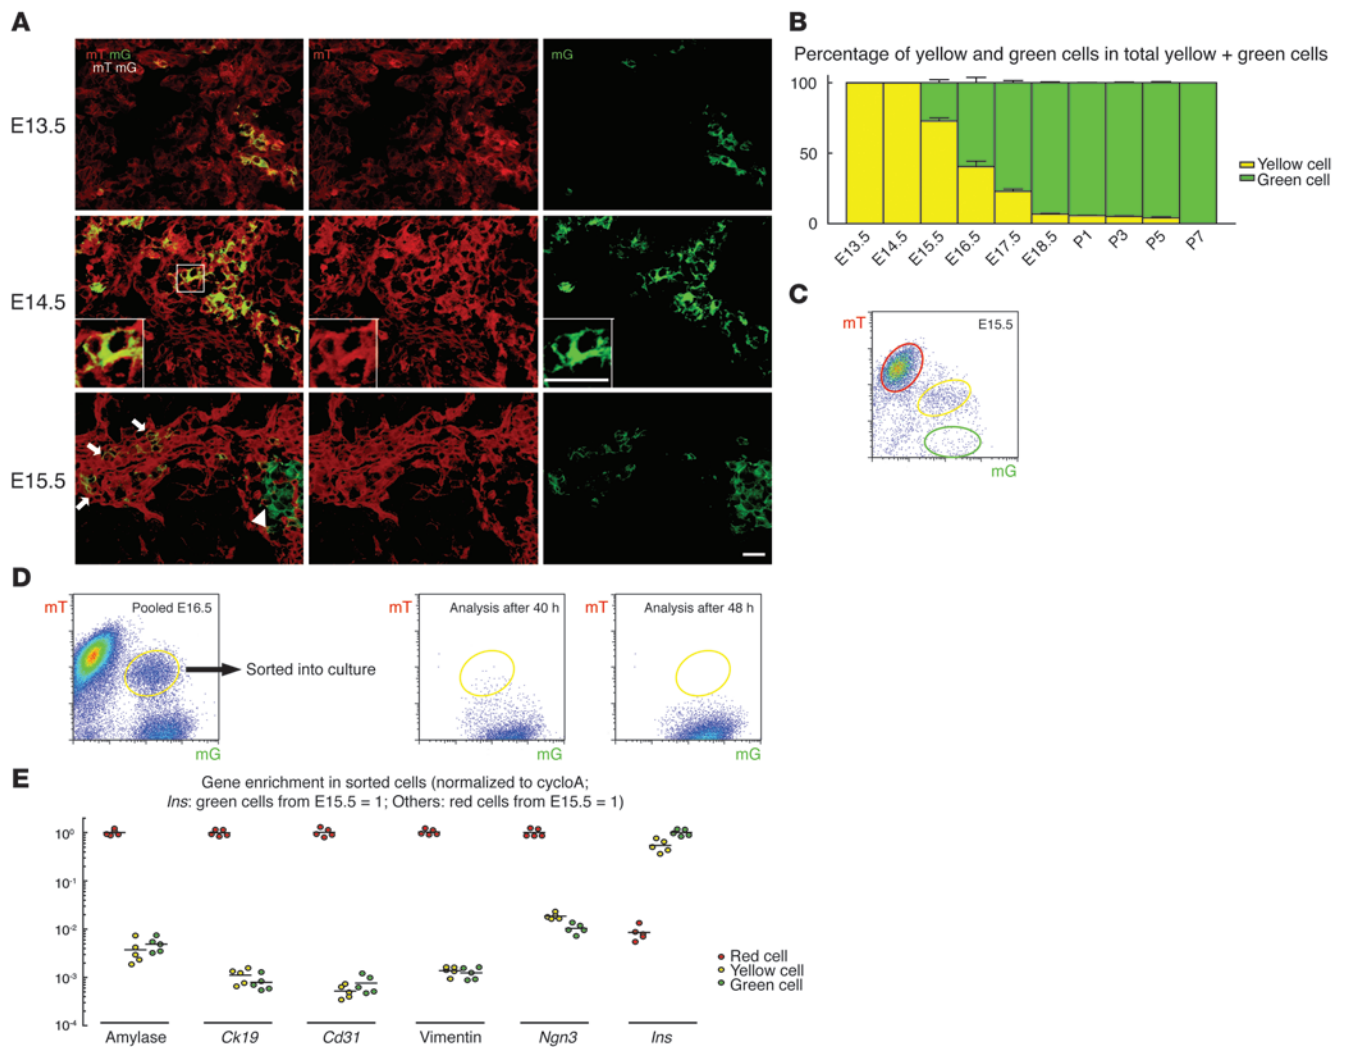 A
mT mG
mT mG
mT
mG
E13.5
E14.5
E15.5
B
Percentage of yellow and green cells in total yellow + green cells
100
50
0
E13.5
E14.5
E15.5
E16.5
E17.5
E18.5
P1
P3
P5
P7
Yellow cell
Green cell
C
mT
E15.5
mG
D
mT
Pooled E16.5
mG
Sorted into culture
mT
Analysis after 40 h
mG
mT
Analysis after 48 h
mG
E
Gene enrichment in sorted cells (normalized to cycloA;
Ins: green cells from E15.5 = 1; Others: red cells from E15.5 = 1)
10⁰
10⁻¹
10⁻²
10⁻³
10⁻⁴
Amylase
Ck19
Cd31
Vimentin
Ngn3
Ins
Red cell
Yellow cell
Green cell